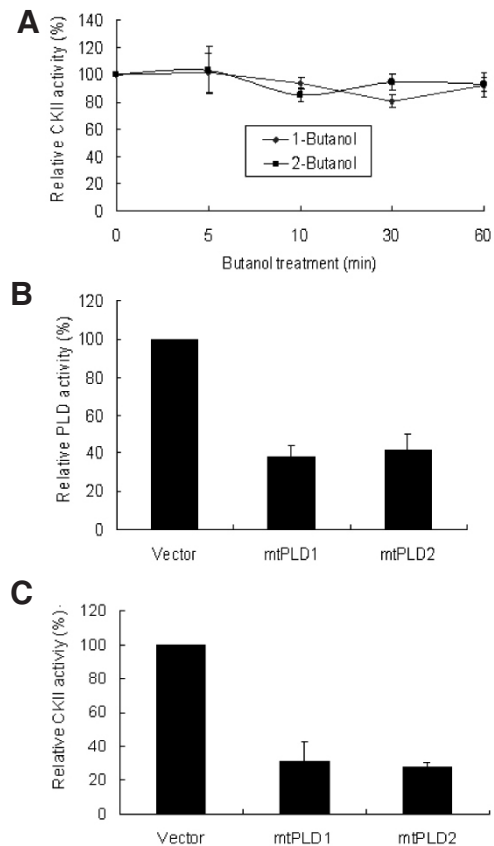 A
Relative CKII activity (%)
140
120
100
80
60
40
20
0
1-Butanol
2-Butanol
0 5 10 30 60
Butanol treatment (min)
B
Relative PLD activity (%)
120
100
80
60
40
20
0
Vector mtPLD1 mtPLD2
C
Relative CKII activiy (%)
120
100
80
60
40
20
0
Vector mtPLD1 mtPLD2